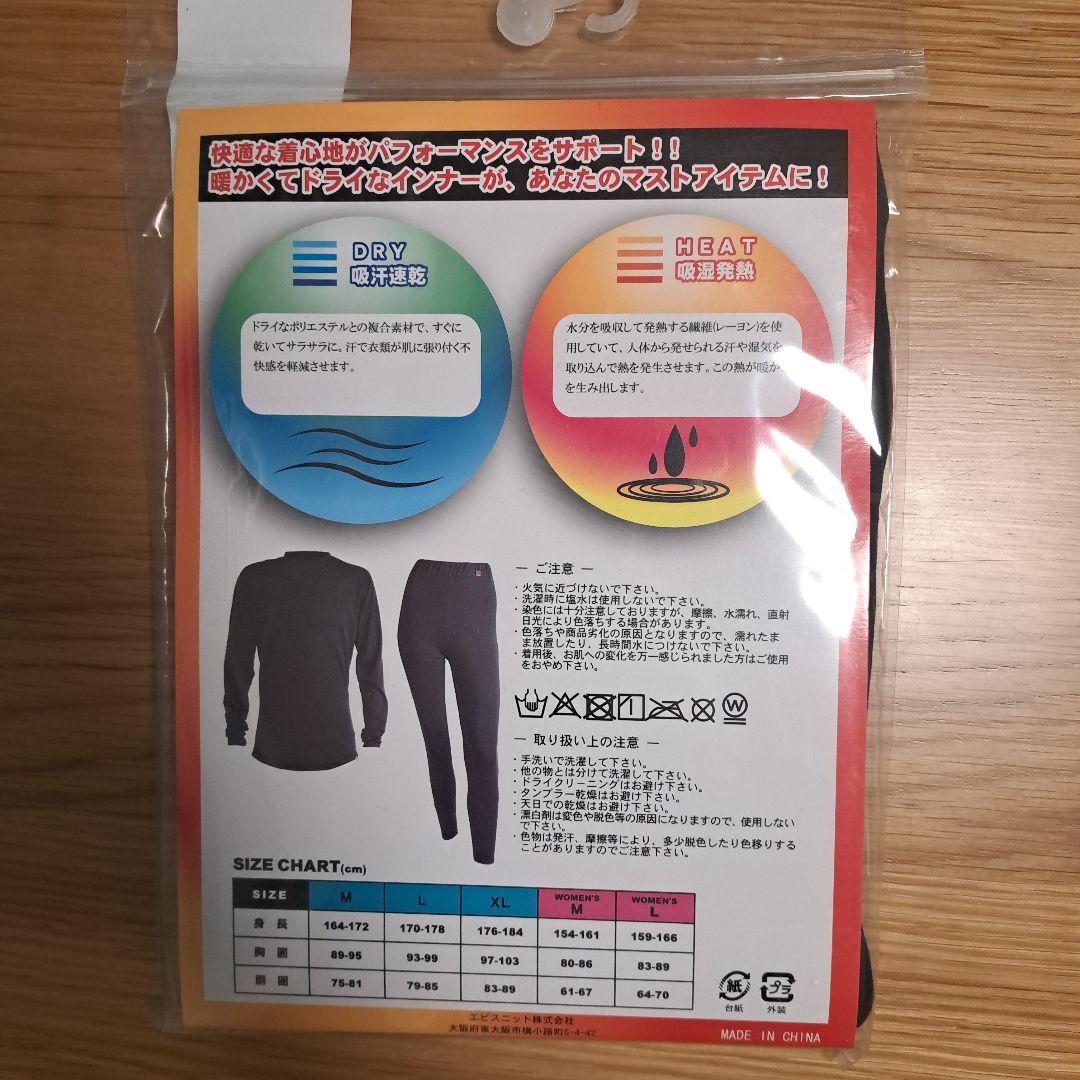 快適な着心地がパフォーマンスをサポート！！
暖かくてドライなインナーが、あなたのマストアイテムに！
DRY
吸汗速乾
ドライなポリエステルとの複合素材で、すぐに
乾いてサラサラに。汗で衣類が肌に張り付く不
快感を軽減させます。
HEAT
吸湿発熱
水分を吸収して発熱する繊維(レーヨン)を使
用していて、人体から発せられる汗や湿気を
取り込んで熱を発生させます。この熱が暖か
を生み出します。
― ご注意 ―
・火気に近づけないで下さい。
・洗濯時に塩水は使用しないで下さい。
・染色には十分注意しておりますが、摩擦、水濡れ、直射
日光により色落ちする場合があります。
・色落ちや商品劣化の原因となりますので、濡れたま
ま放置したり、長時間水につけないで下さい。
・着用後、お肌への変化を万一感じられました方はご使用
をおやめ下さい。
W
― 取り扱い上の注意 ―
・手洗いで洗濯して下さい。
・他の物とは分けて洗濯して下さい。
・ドライクリーニングはお避け下さい。
・タンブラー乾燥はお避け下さい。
・天日での乾燥はお避け下さい。
・漂白剤は変色や脱色等の原因になりますので、使用しない
で下さい。
・色物は発汗、摩擦等により、多少脱色したり色移りする
ことがありますのでご注意下さい。
SIZE CHART(cm)
SIZE M L XL WOMEN'S M WOMEN'S L
身長 164-172 170-178 176-184 154-161 159-166
胸囲 89-95 93-99 97-103 80-86 83-89
胴囲 75-81 79-85 83-89 61-67 64-70
紙
台紙
プラ
外装
エビスニット株式会社
大阪府東大阪市横小路町5-4-42
MADE IN CHINA